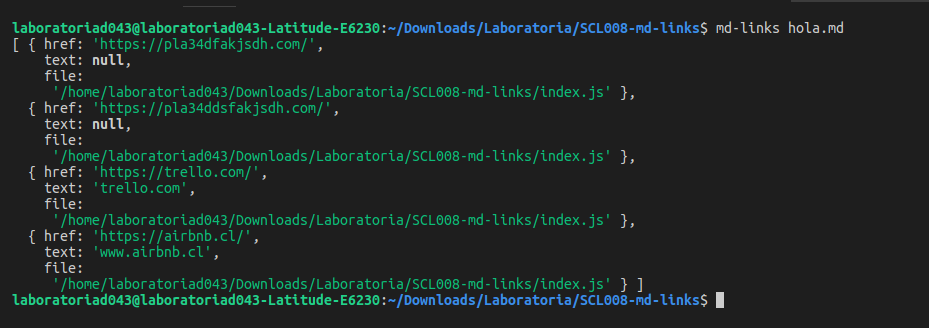 laboratoriad043@laboratoriad043-Latitude-E6230:~/Downloads/Laboratoria/SCL008-md-links$ md-links hola.md
[ { href: 'https://pla34dfakjsdh.com/',
text: null,
file:
'/home/laboratoriad043/Downloads/Laboratoria/SCL008-md-links/index.js' },
{ href: 'https://pla34ddsfakjsdh.com/',
text: null,
file:
'/home/laboratoriad043/Downloads/Laboratoria/SCL008-md-links/index.js' },
{ href: 'https://trello.com/',
text: 'trello.com',
file:
'/home/laboratoriad043/Downloads/Laboratoria/SCL008-md-links/index.js' },
{ href: 'https://airbnb.cl/',
text: 'www.airbnb.cl',
file:
'/home/laboratoriad043/Downloads/Laboratoria/SCL008-md-links/index.js' } ]
laboratoriad043@laboratoriad043-Latitude-E6230:~/Downloads/Laboratoria/SCL008-md-links$